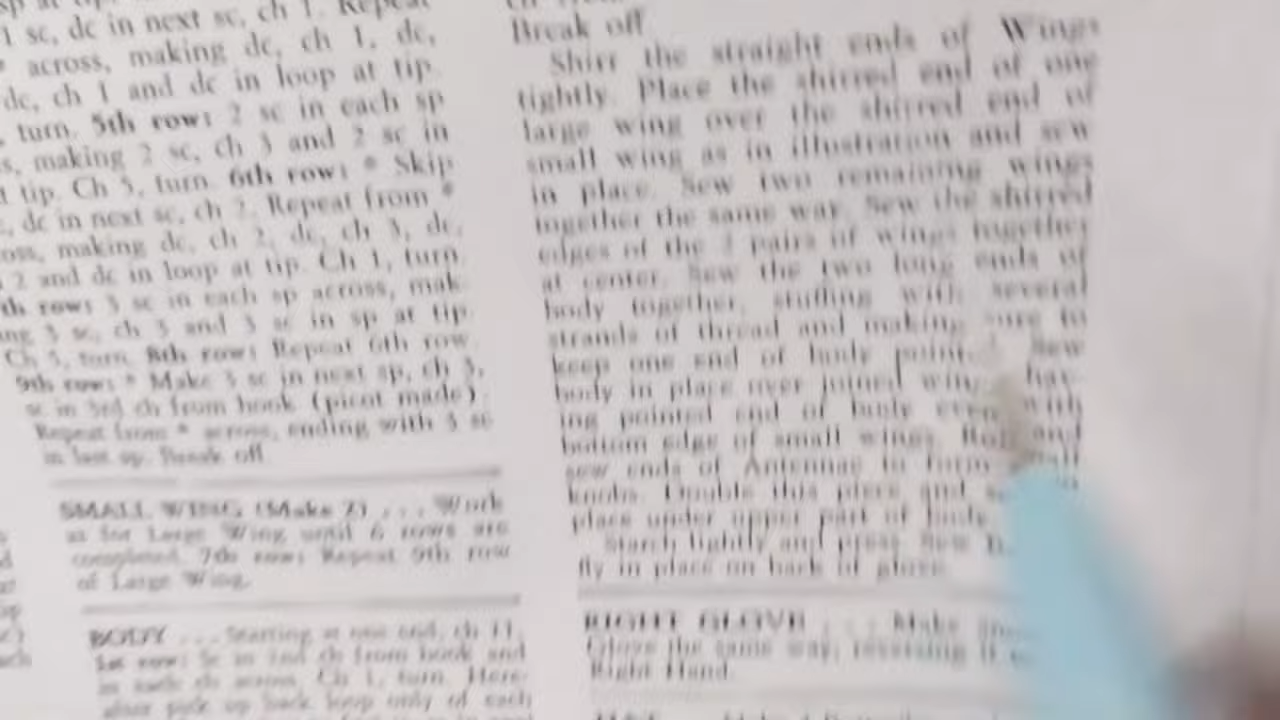 1 sc, dc in next sc, ch 1. Repeat
* across, making dc, ch 1, dc,
dc, ch 1 and dc in loop at tip.
turn. 5th row: 2 sc in each sp
making 2 sc, ch 3 and 2 sc in
tip. Ch 5, turn. 6th row: * Skip
dc in next sc, ch 2. Repeat from *
making dc, ch 2, dc, ch 3, dc,
2 and dc in loop at tip. Ch 1, turn.
row: 3 sc in each sp across, mak-
3 sc, ch 3 and 3 sc in sp at tip.
Ch 5, turn. 8th row: Repeat 6th row.
9th row: * Make 3 sc in next sp, ch 3,
sc in 3rd ch from hook (picot made).
Repeat from * across, ending with 3 sc
in last sp. Break off.
SMALL WING (Make 2) . . . Work
as for Large Wing until 6 rows are
completed. 7th row: Repeat 9th row
of Large Wing.
BODY . . . Starting at one end, ch 11.
1st row: Sc in 2nd ch from hook and
in each ch across. Ch 1, turn. Here-
after pick up back loop only of each
Break off
Shirr the straight ends of Wings
tightly. Place the shirred end of one
large wing over the shirred end of
small wing as in illustration and sew
in place. Sew two remaining wings
together the same way. Sew the shirred
edges of the 2 pairs of wings together
at center. Sew the two long ends of
body together, stuffing with several
strands of thread and making sure to
keep one end of body Sew
body in place over joined hav-
ing pointed end of body even with
bottom edge of small wings. Roll and
sew ends of Antennae to form
knobs. Double this piece and
place under upper part of body.
Starch lightly and press. Sew
fly in place on back of glove.
RIGHT GLOVE . . . Make
Glove the same way, reversing it
Right Hand.